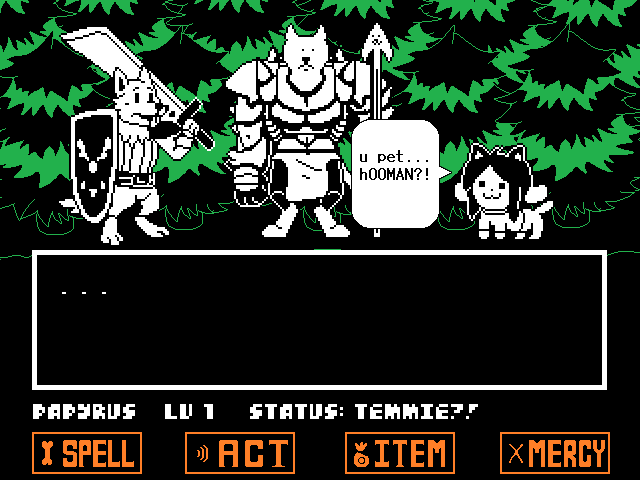 u pet...
hOOMAN?!
...
PAPYRUS LV 1 STATUS: TEMMIE?!
SPELL ACT ITEM MERCY